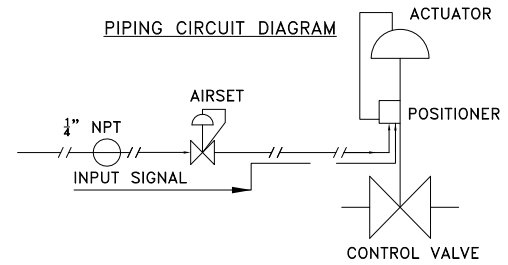 PIPING CIRCUIT DIAGRAM
ACTUATOR
AIRSET
POSITIONER
1/4" NPT
INPUT SIGNAL
CONTROL VALVE